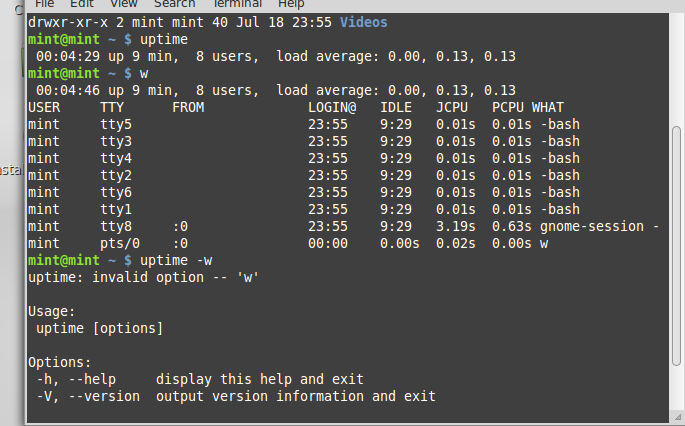 File Edit View Search Terminal Help
drwxr-xr-x 2 mint mint 40 Jul 18 23:55 Videos
mint@mint ~ $ uptime
 00:04:29 up 9 min,  8 users,  load average: 0.00, 0.13, 0.13
mint@mint ~ $ w
 00:04:46 up 9 min,  8 users,  load average: 0.00, 0.13, 0.13
USER     TTY      FROM             LOGIN@   IDLE   JCPU   PCPU WHAT
mint     tty5                      23:55    9:29   0.01s  0.01s -bash
mint     tty3                      23:55    9:29   0.01s  0.01s -bash
mint     tty4                      23:55    9:29   0.01s  0.01s -bash
mint     tty2                      23:55    9:29   0.01s  0.01s -bash
mint     tty6                      23:55    9:29   0.01s  0.01s -bash
mint     tty1                      23:55    9:29   0.01s  0.01s -bash
mint     tty8     :0               23:55    9:29   3.19s  0.63s gnome-session -
mint     pts/0    :0               00:00    0.00s  0.02s  0.00s w
mint@mint ~ $ uptime -w
uptime: invalid option -- 'w'

Usage:
 uptime [options]

Options:
 -h, --help     display this help and exit
 -V, --version  output version information and exit